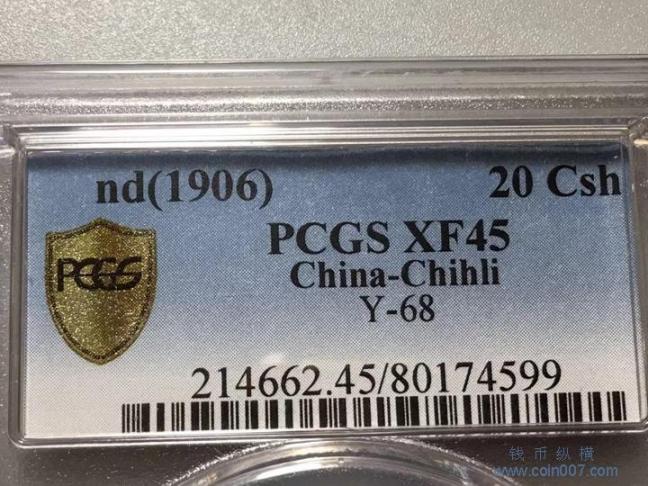 nd(1906) 20 Csh
PCGS XF45
China-Chihli
PCGS
Y-68
214662.45/80174599
钱币纵横
www.coin007.com